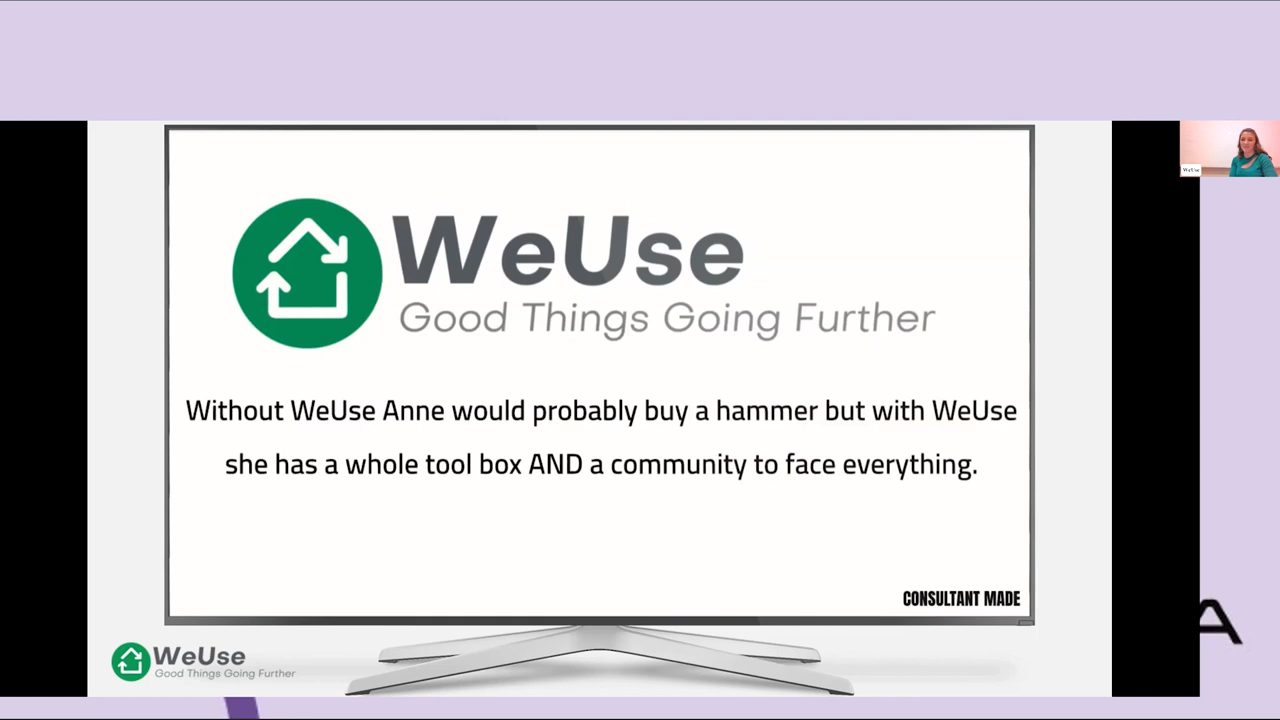 WeUse
WeUse
Good Things Going Further
Without WeUse Anne would probably buy a hammer but with WeUse
she has a whole tool box AND a community to face everything.
CONSULTANT MADE
A
WeUse
Good Things Going Further